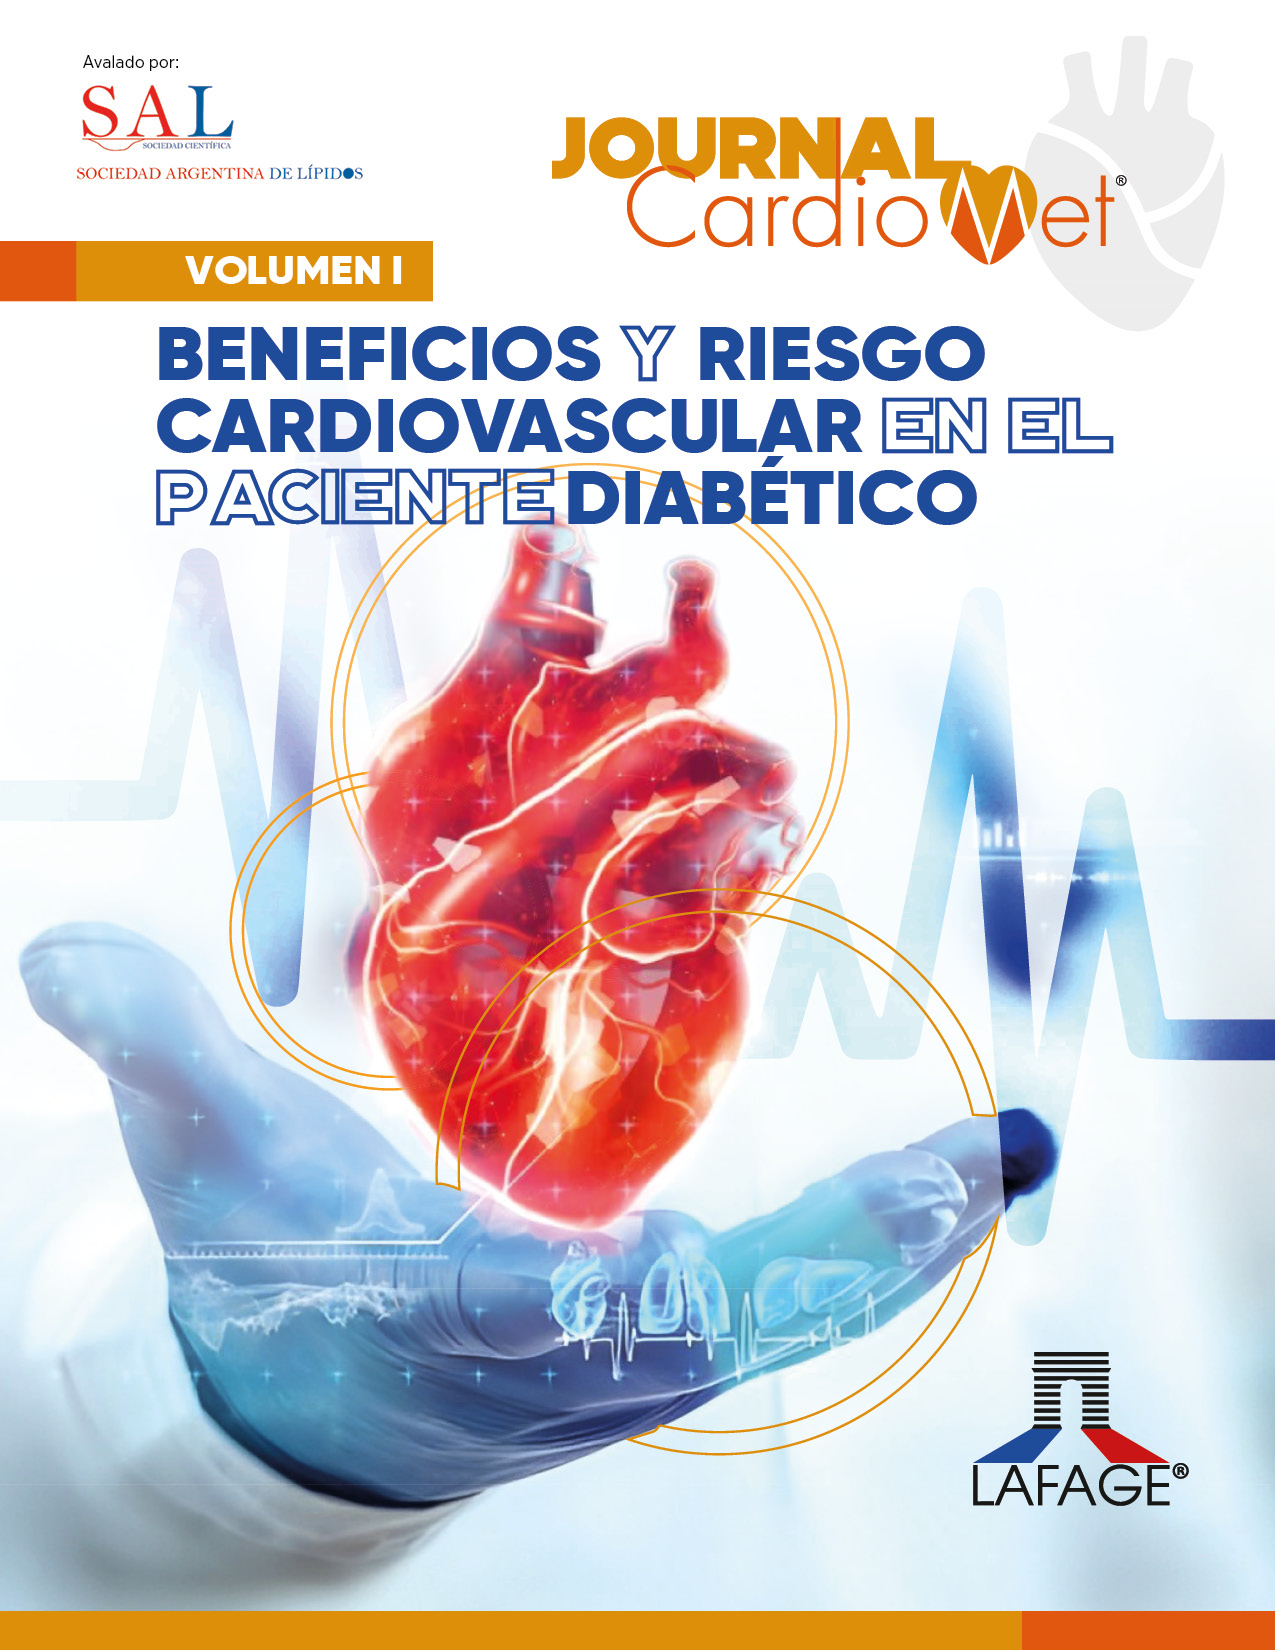 Avalado por:
SAL
SOCIEDAD CIENTÍFICA
SOCIEDAD ARGENTINA DE LÍPIDOS
JOURNAL
CardioMet®
VOLUMEN I
BENEFICIOS Y RIESGO
CARDIOVASCULAR EN EL
PACIENTE DIABÉTICO
LAFAGE®